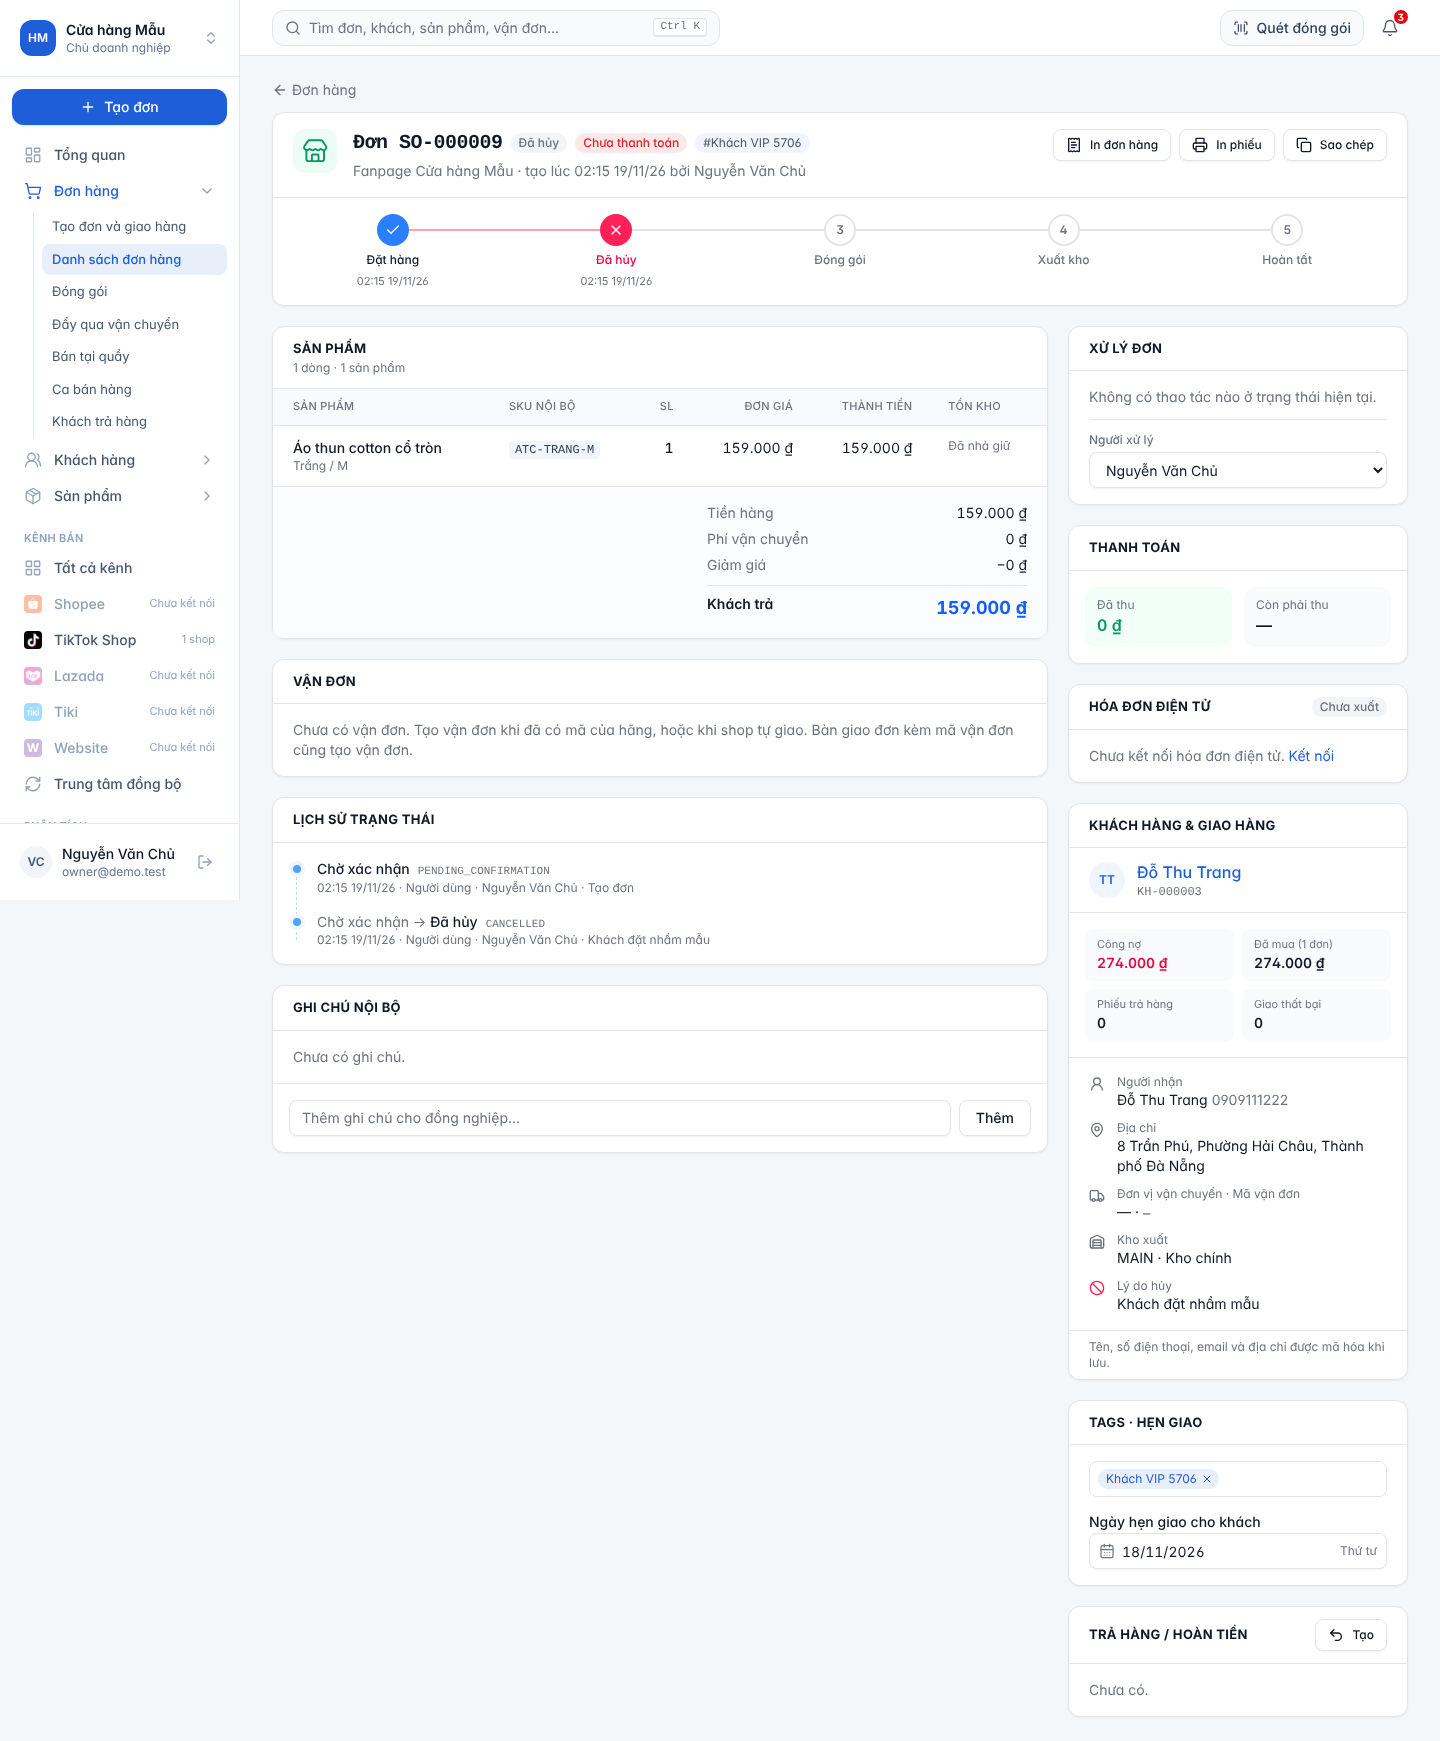 HM
Cửa hàng Mẫu
Chủ doanh nghiệp
Tạo đơn
Tổng quan
Đơn hàng
Tạo đơn và giao hàng
Danh sách đơn hàng
Đóng gói
Đẩy qua vận chuyển
Bán tại quầy
Ca bán hàng
Khách trả hàng
Khách hàng
Sản phẩm
KÊNH BÁN
Tất cả kênh
Shopee Chưa kết nối
TikTok Shop 1 shop
Lazada Chưa kết nối
Tiki Chưa kết nối
Website Chưa kết nối
Trung tâm đồng bộ
VC
Nguyễn Văn Chủ
owner@demo.test
Tìm đơn, khách, sản phẩm, vận đơn... Ctrl K
Quét đóng gói
3
Đơn hàng
Đơn SO-000009 Đã hủy Chưa thanh toán #Khách VIP 5706
Fanpage Cửa hàng Mẫu · tạo lúc 02:15 19/11/26 bởi Nguyễn Văn Chủ
In đơn hàng In phiếu Sao chép
3 4 5
Đặt hàng Đã hủy Đóng gói Xuất kho Hoàn tất
02:15 19/11/26 02:15 19/11/26
SẢN PHẨM
1 dòng · 1 sản phẩm
SẢN PHẨM SKU NỘI BỘ SL ĐƠN GIÁ THÀNH TIỀN TỒN KHO
Áo thun cotton cổ tròn ATC-TRANG-M 1 159.000 ₫ 159.000 ₫ Đã nhả giữ
Trắng / M
Tiền hàng 159.000 ₫
Phí vận chuyển 0 ₫
Giảm giá −0 ₫
Khách trả 159.000 ₫
VẬN ĐƠN
Chưa có vận đơn. Tạo vận đơn khi đã có mã của hãng, hoặc khi shop tự giao. Bàn giao đơn kèm mã vận đơn
cũng tạo vận đơn.
LỊCH SỬ TRẠNG THÁI
Chờ xác nhận PENDING_CONFIRMATION
02:15 19/11/26 · Người dùng · Nguyễn Văn Chủ · Tạo đơn
Chờ xác nhận → Đã hủy CANCELLED
02:15 19/11/26 · Người dùng · Nguyễn Văn Chủ · Khách đặt nhầm mẫu
GHI CHÚ NỘI BỘ
Chưa có ghi chú.
Thêm ghi chú cho đồng nghiệp... Thêm
XỬ LÝ ĐƠN
Không có thao tác nào ở trạng thái hiện tại.
Người xử lý
Nguyễn Văn Chủ
THANH TOÁN
Đã thu Còn phải thu
0 ₫ —
HÓA ĐƠN ĐIỆN TỬ Chưa xuất
Chưa kết nối hóa đơn điện tử. Kết nối
KHÁCH HÀNG & GIAO HÀNG
TT
Đỗ Thu Trang
KH-000003
Công nợ Đã mua (1 đơn)
274.000 ₫ 274.000 ₫
Phiếu trả hàng Giao thất bại
0 0
Người nhận
Đỗ Thu Trang 0909111222
Địa chỉ
8 Trần Phú, Phường Hải Châu, Thành
phố Đà Nẵng
Đơn vị vận chuyển · Mã vận đơn
— · –
Kho xuất
MAIN · Kho chính
Lý do hủy
Khách đặt nhầm mẫu
Tên, số điện thoại, email và địa chỉ được mã hóa khi
lưu.
TAGS · HẸN GIAO
Khách VIP 5706
Ngày hẹn giao cho khách
18/11/2026 Thứ tư
TRẢ HÀNG / HOÀN TIỀN Tạo
Chưa có.